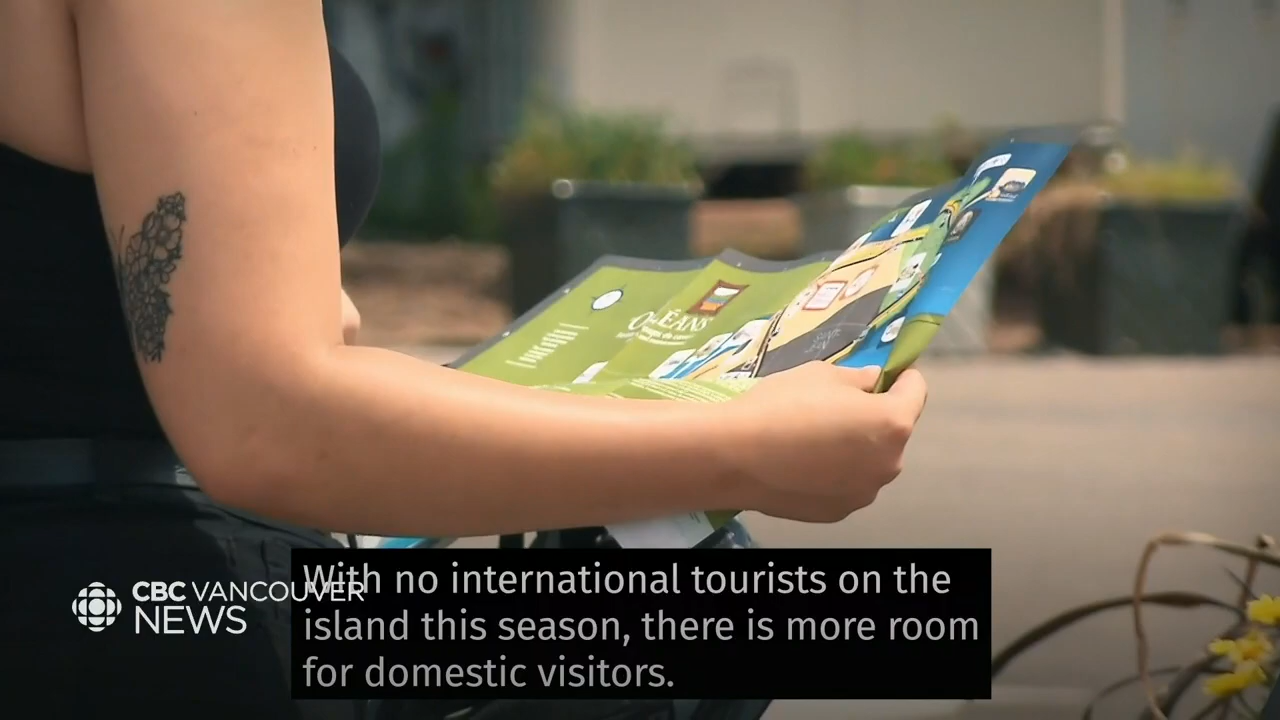 ORLÉANS
CBC VANCOUVER
NEWS
With no international tourists on the
island this season, there is more room
for domestic visitors.